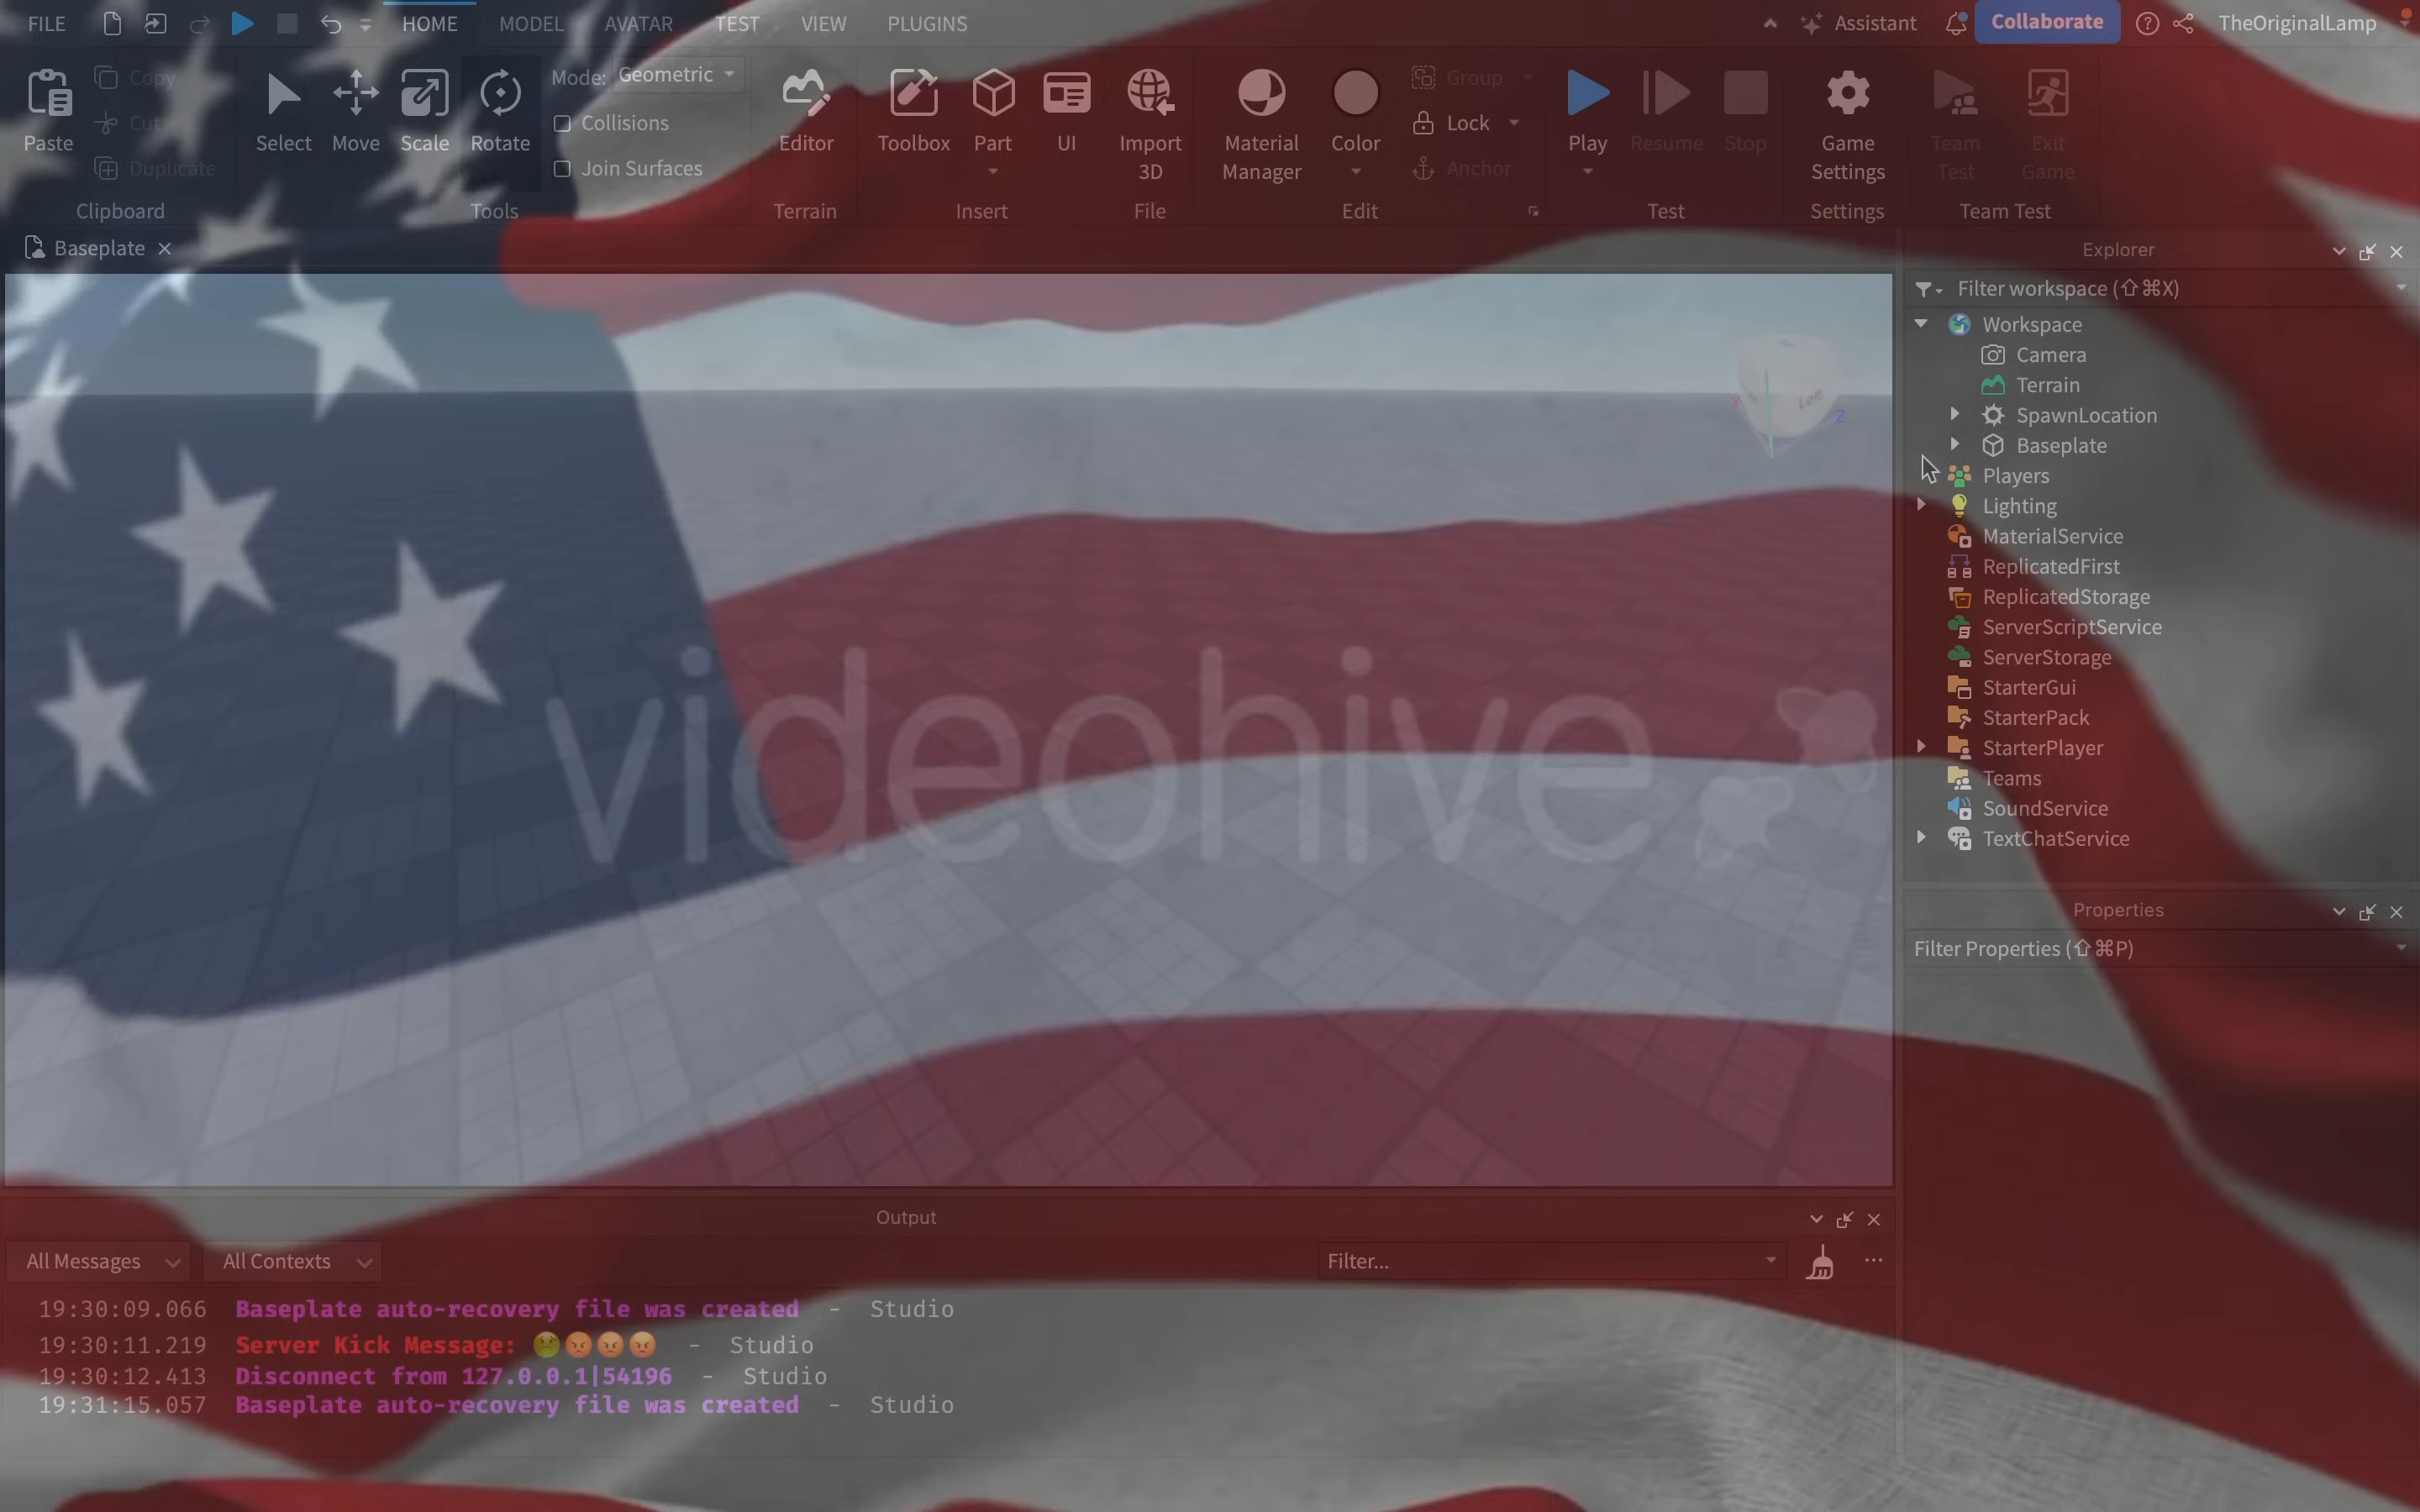 FILE HOME MODEL AVATAR TEST VIEW PLUGINS Assistant Collaborate TheOriginalLamp
Paste Copy Cut Duplicate
Clipboard
Select Move Scale Rotate
Mode: Geometric
Collisions
Join Surfaces
Tools
Editor
Terrain
Toolbox Part UI
Insert
Import 3D
File
Material Manager Color
Group
Lock
Anchor
Edit
Play Resume Stop
Test
Game Settings
Settings
Team Test Exit Game
Team Test
Baseplate
Left
X Z
videohive
Explorer
Filter workspace (⇧⌘X)
Workspace
Camera
Terrain
SpawnLocation
Baseplate
Players
Lighting
MaterialService
ReplicatedFirst
ReplicatedStorage
ServerScriptService
ServerStorage
StarterGui
StarterPack
StarterPlayer
Teams
SoundService
TextChatService
Properties
Filter Properties (⇧⌘P)
Output
All Messages All Contexts Filter...
19:30:09.066 Baseplate auto-recovery file was created - Studio
19:30:11.219 Server Kick Message: 🤢😡😡😡 - Studio
19:30:12.413 Disconnect from 127.0.0.1|54196 - Studio
19:31:15.057 Baseplate auto-recovery file was created - Studio